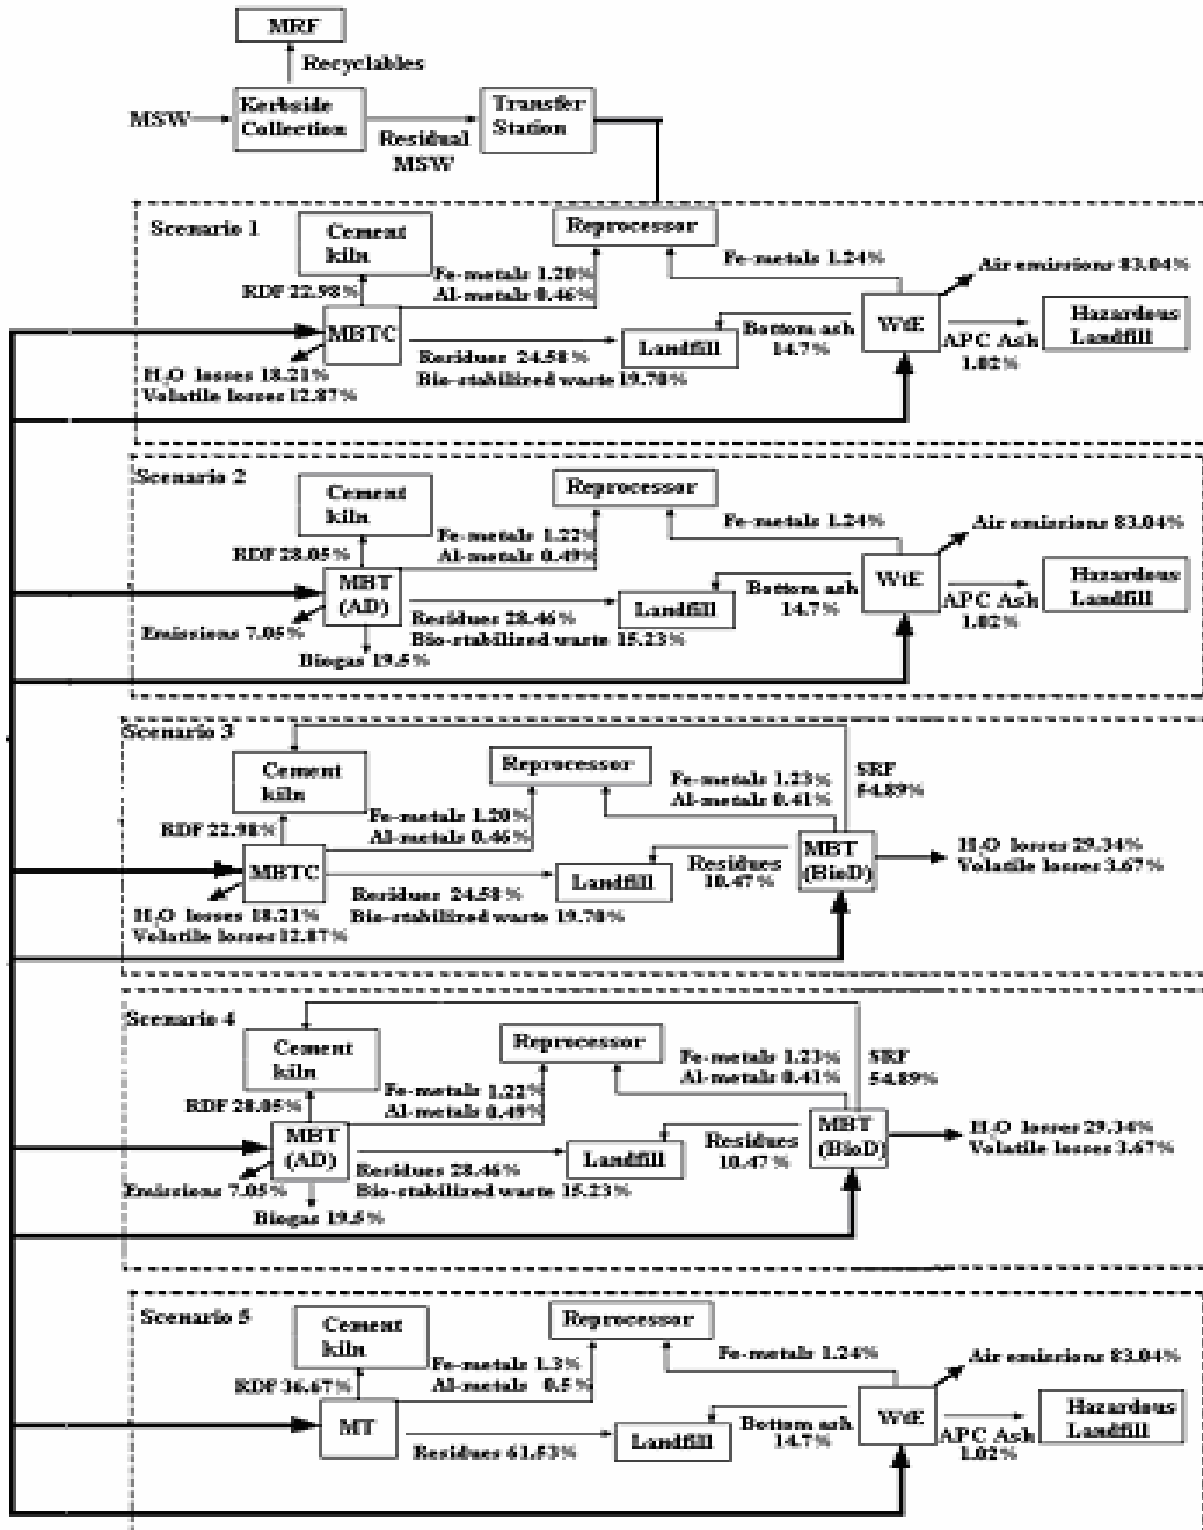 MRF
Recyclables
MSW
Kerbside
Collection
Residual
MSW
Transfer
Station
Scenario 1
Cement
kiln
Reprocessor
Fe-metals 1.20%
Al-metals 0.46%
Fe-metals 1.24%
Air emissions 83.04%
RDF 22.98%
MBTC
Landfill
Bottom ash
14.7%
WtE
APC Ash
1.02%
Hazardous
Landfill
Residues 24.58%
Bio-stabilized waste 19.70%
H₂O losses 18.21%
Volatile losses 12.87%
Scenario 2
Cement
kiln
Reprocessor
Fe-metals 1.22%
Al-metals 0.49%
Fe-metals 1.24%
Air emissions 83.04%
RDF 28.05%
MBT
(AD)
Landfill
Bottom ash
14.7%
WtE
APC Ash
1.02%
Hazardous
Landfill
Residues 28.46%
Bio-stabilized waste 15.23%
Emissions 7.05%
Biogas 19.5%
Scenario 3
Cement
kiln
Reprocessor
Fe-metals 1.23%
Al-metals 0.41%
SRF
54.89%
Fe-metals 1.20%
Al-metals 0.46%
RDF 22.98%
MBTC
Landfill
Residues
10.47%
MBT
(BioD)
H₂O losses 29.34%
Volatile losses 3.67%
Residues 24.58%
Bio-stabilized waste 19.70%
H₂O losses 18.21%
Volatile losses 12.87%
Scenario 4
Cement
kiln
Reprocessor
Fe-metals 1.23%
Al-metals 0.41%
SRF
54.89%
Fe-metals 1.22%
Al-metals 0.49%
RDF 28.05%
MBT
(AD)
Landfill
Residues
10.47%
MBT
(BioD)
H₂O losses 29.34%
Volatile losses 3.67%
Residues 28.46%
Bio-stabilized waste 15.23%
Emissions 7.05%
Biogas 19.5%
Scenario 5
Cement
kiln
Reprocessor
Fe-metals 1.3%
Al-metals 0.5%
Fe-metals 1.24%
Air emissions 83.04%
RDF 36.67%
MT
Landfill
Bottom ash
14.7%
WtE
APC Ash
1.02%
Hazardous
Landfill
Residues 61.53%